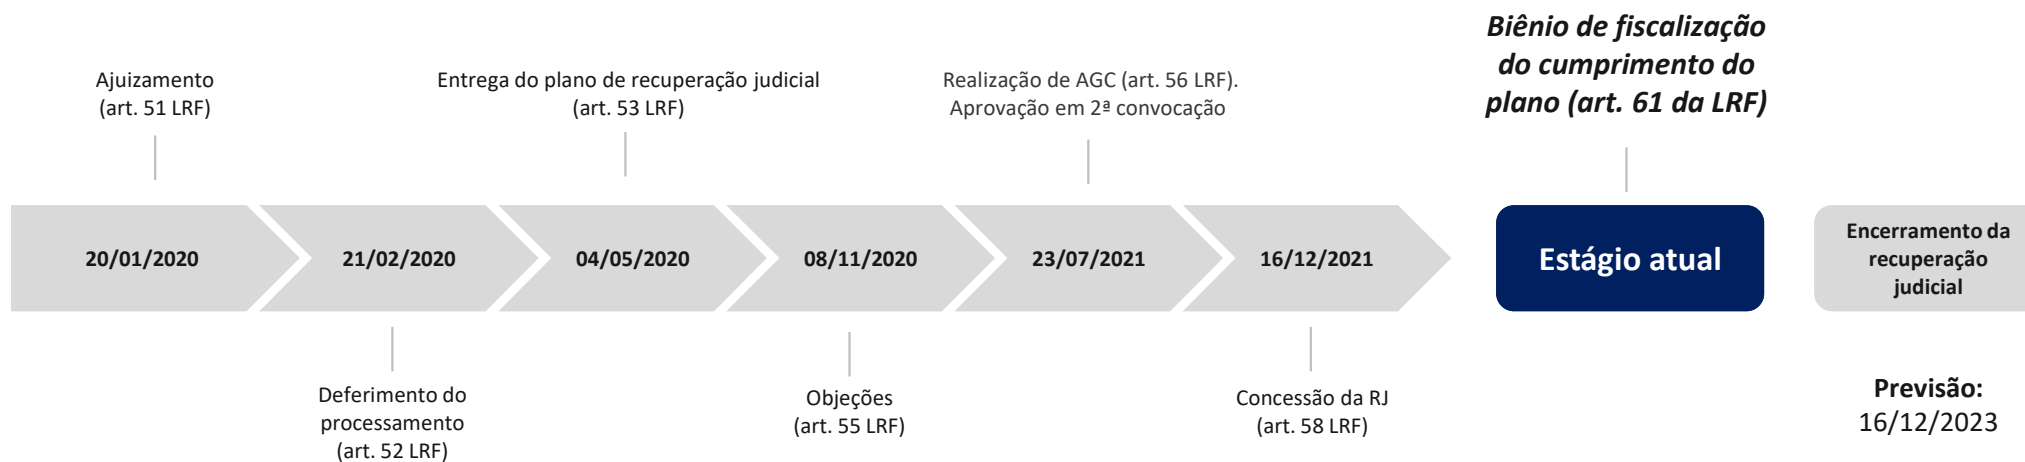 Ajuizamento
(art. 51 LRF)
Entrega do plano de recuperação judicial
(art. 53 LRF)
Realização de AGC (art. 56 LRF).
Aprovação em 2ª convocação
Biênio de fiscalização
do cumprimento do
plano (art. 61 da LRF)
20/01/2020
21/02/2020
04/05/2020
08/11/2020
23/07/2021
16/12/2021
Estágio atual
Encerramento da
recuperação
judicial
Deferimento do
processamento
(art. 52 LRF)
Objeções
(art. 55 LRF)
Concessão da RJ
(art. 58 LRF)
Previsão:
16/12/2023